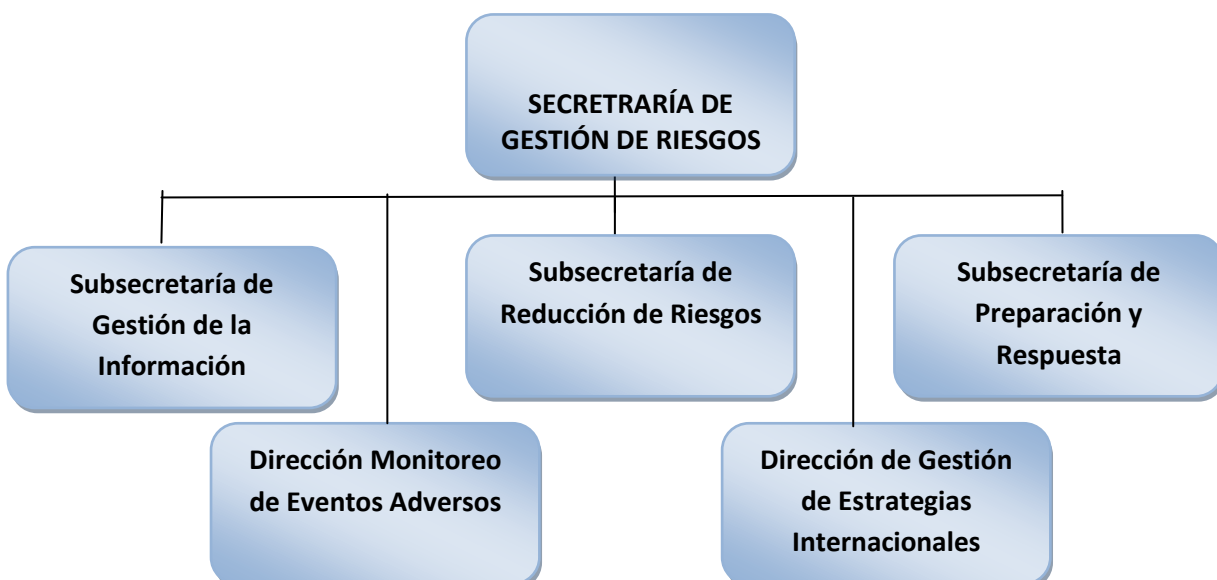 SECRETRARÍA DE
GESTIÓN DE RIESGOS
Subsecretaría de
Gestión de la
Información
Subsecretaría de
Reducción de Riesgos
Subsecretaría de
Preparación y
Respuesta
Dirección Monitoreo
de Eventos Adversos
Dirección de Gestión
de Estrategias
Internacionales